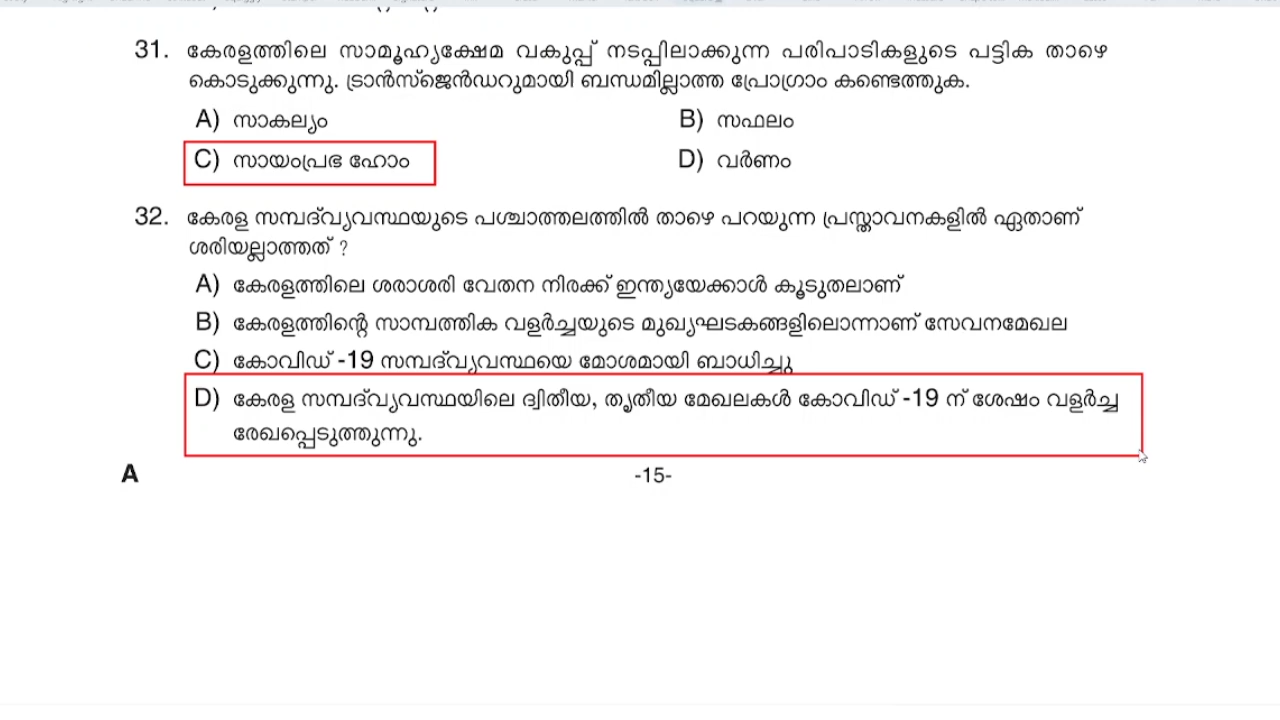 31. കേരളത്തിലെ സാമൂഹ്യക്ഷേമ വകുപ്പ് നടപ്പിലാക്കുന്ന പരിപാടികളുടെ പട്ടിക താഴെ
കൊടുക്കുന്നു. ട്രാൻസ്ജെൻഡറുമായി ബന്ധമില്ലാത്ത പ്രോഗ്രാം കണ്ടെത്തുക.
A) സാകല്യം B) സഫലം
C) സായംപ്രഭ ഹോം D) വർണം
32. കേരള സമ്പദ്‌വ്യവസ്ഥയുടെ പശ്ചാത്തലത്തിൽ താഴെ പറയുന്ന പ്രസ്താവനകളിൽ ഏതാണ്
ശരിയല്ലാത്തത് ?
A) കേരളത്തിലെ ശരാശരി വേതന നിരക്ക് ഇന്ത്യയേക്കാൾ കൂടുതലാണ്
B) കേരളത്തിന്റെ സാമ്പത്തിക വളർച്ചയുടെ മുഖ്യഘടകങ്ങളിലൊന്നാണ് സേവനമേഖല
C) കോവിഡ് -19 സമ്പദ്‌വ്യവസ്ഥയെ മോശമായി ബാധിച്ചു
D) കേരള സമ്പദ്‌വ്യവസ്ഥയിലെ ദ്വിതീയ, തൃതീയ മേഖലകൾ കോവിഡ് -19 ന് ശേഷം വളർച്ച
രേഖപ്പെടുത്തുന്നു.
A -15-